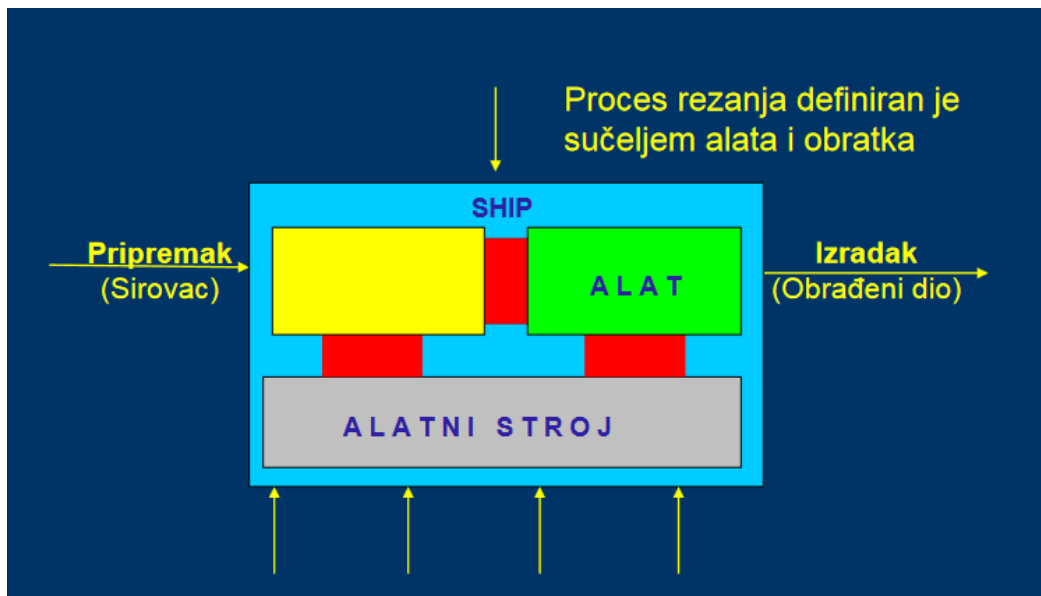 Proces rezanja definiran je
sučeljem alata i obratka
SHIP
Pripremak
(Sirovac)
ALAT
Izradak
(Obrađeni dio)
ALATNI STROJ